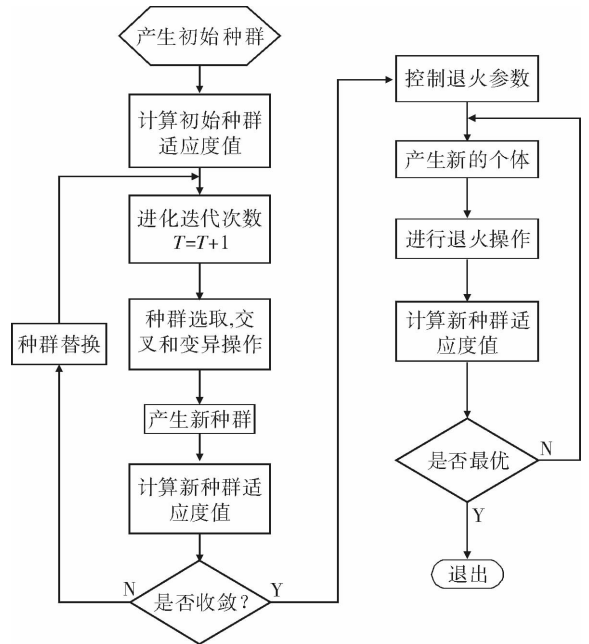 产生初始种群
计算初始种群
适应度值
进化迭代次数
T=T+1
种群选取,交
叉和变异操作
种群替换
产生新种群
计算新种群适
应度值
是否收敛?
N
Y
控制退火参数
产生新的个体
进行退火操作
计算新种群适
应度值
是否最优
N
Y
退出